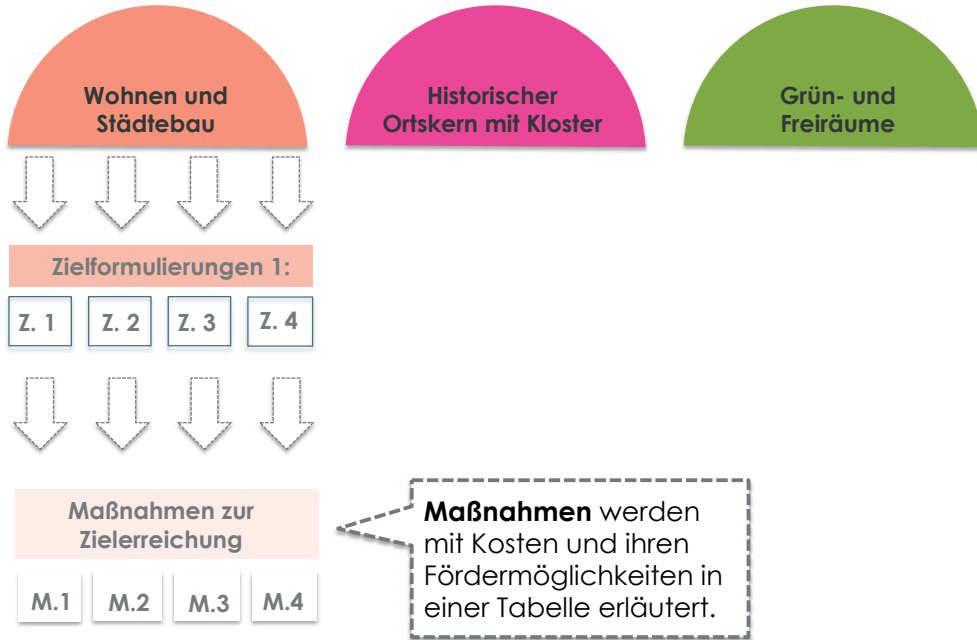 Wohnen und
Städtebau
Historischer
Ortskern mit Kloster
Grün- und
Freiräume
Zielformulierungen 1:
Z. 1
Z. 2
Z. 3
Z. 4
Maßnahmen zur
Zielerreichung
M.1
M.2
M.3
M.4
Maßnahmen werden
mit Kosten und ihren
Fördermöglichkeiten in
einer Tabelle erläutert.